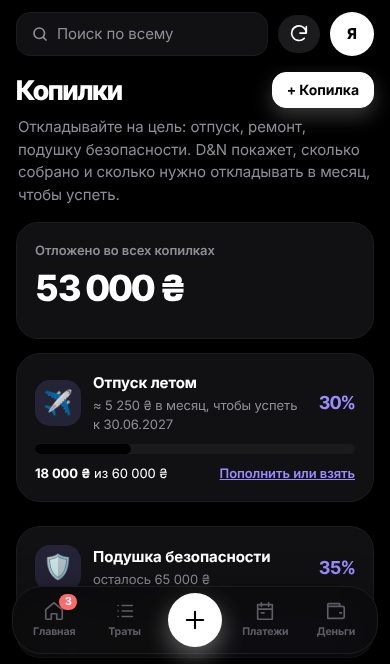 Поиск по всему
Я
Копилки
+ Копилка
Откладывайте на цель: отпуск, ремонт,
подушку безопасности. D&N покажет, сколько
собрано и сколько нужно откладывать в месяц,
чтобы успеть.
Отложено во всех копилках
53 000 ₴
Отпуск летом
≈ 5 250 ₴ в месяц, чтобы успеть
к 30.06.2027
30%
18 000 ₴ из 60 000 ₴
Пополнить или взять
Подушка безопасности
осталось 65 000 ₴
35%
3
Главная
Траты
Платежи
Деньги